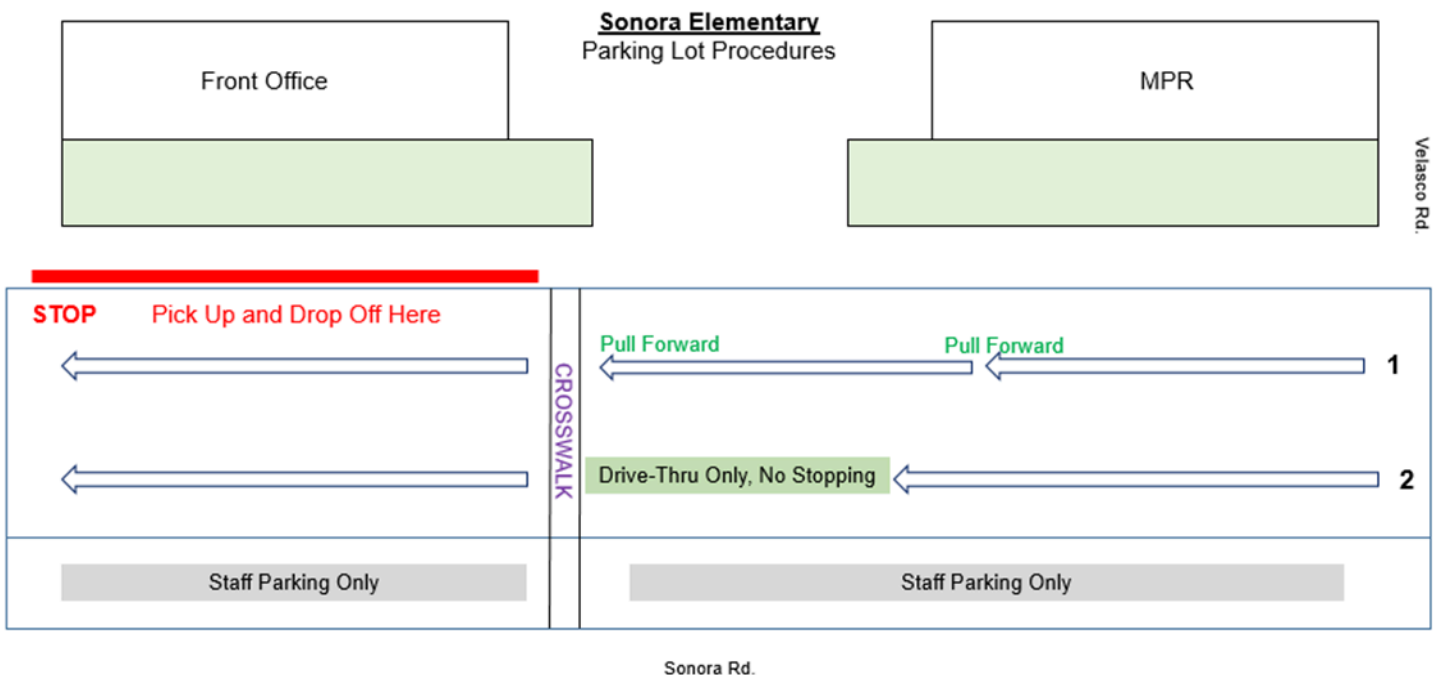 Sonora Elementary
Parking Lot Procedures
Front Office
MPR
Velasco Rd.
STOP
Pick Up and Drop Off Here
Pull Forward
Pull Forward
1
CROSSWALK
Drive-Thru Only, No Stopping
2
Staff Parking Only
Staff Parking Only
Sonora Rd.